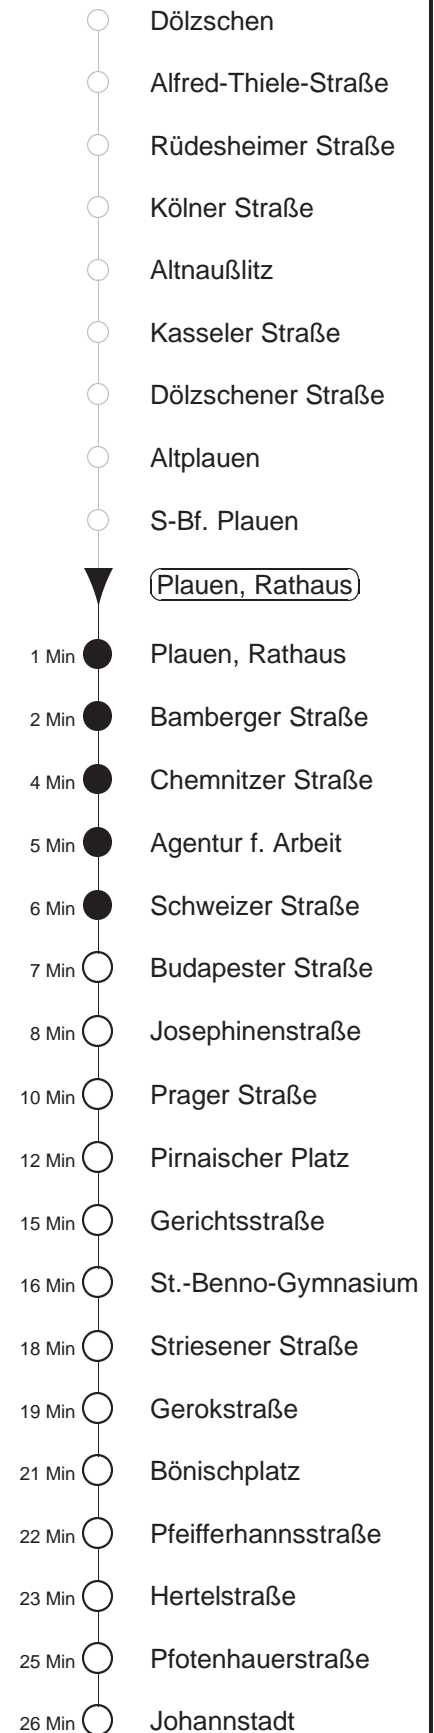 Dölzschen
Alfred-Thiele-Straße
Rüdesheimer Straße
Kölner Straße
Altnaußlitz
Kasseler Straße
Dölzschener Straße
Altplauen
S-Bf. Plauen
Plauen, Rathaus
1 Min Plauen, Rathaus
2 Min Bamberger Straße
4 Min Chemnitzer Straße
5 Min Agentur f. Arbeit
6 Min Schweizer Straße
7 Min Budapester Straße
8 Min Josephinenstraße
10 Min Prager Straße
12 Min Pirnaischer Platz
15 Min Gerichtsstraße
16 Min St.-Benno-Gymnasium
18 Min Striesener Straße
19 Min Gerokstraße
21 Min Bönischplatz
22 Min Pfeifferhannsstraße
23 Min Hertelstraße
25 Min Pfotenhauerstraße
26 Min Johannstadt